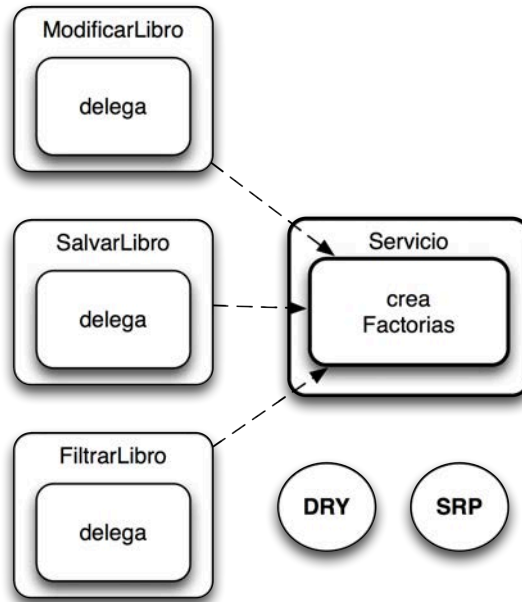 ModificarLibro
delega
SalvarLibro
delega
Servicio
crea
Factorias
FiltrarLibro
delega
DRY
SRP